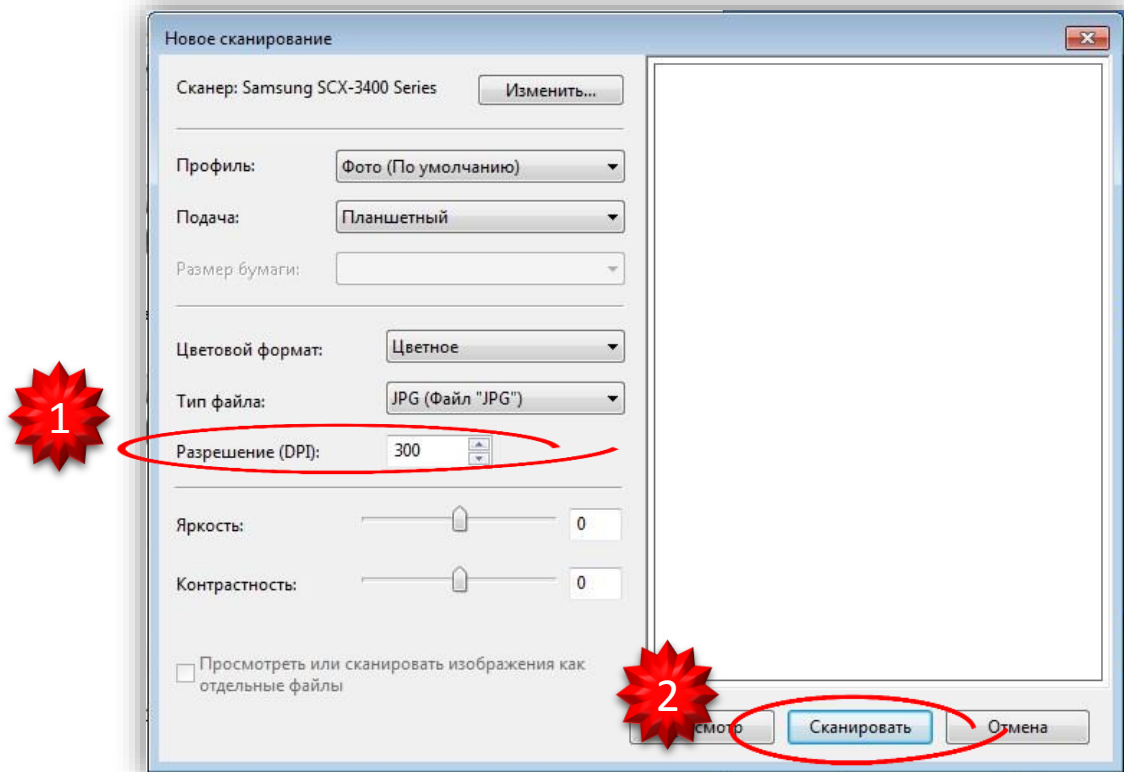 Новое сканирование
Сканер: Samsung SCX-3400 Series
Изменить...
Профиль:
Фото (По умолчанию)
Подача:
Планшетный
Размер бумаги:
Цветовой формат:
Цветное
Тип файла:
JPG (Файл "JPG")
1
Разрешение (DPI):
300
Яркость:
0
Контрастность:
0
Просмотреть или сканировать изображения как
отдельные файлы
2
Сканировать
Отмена